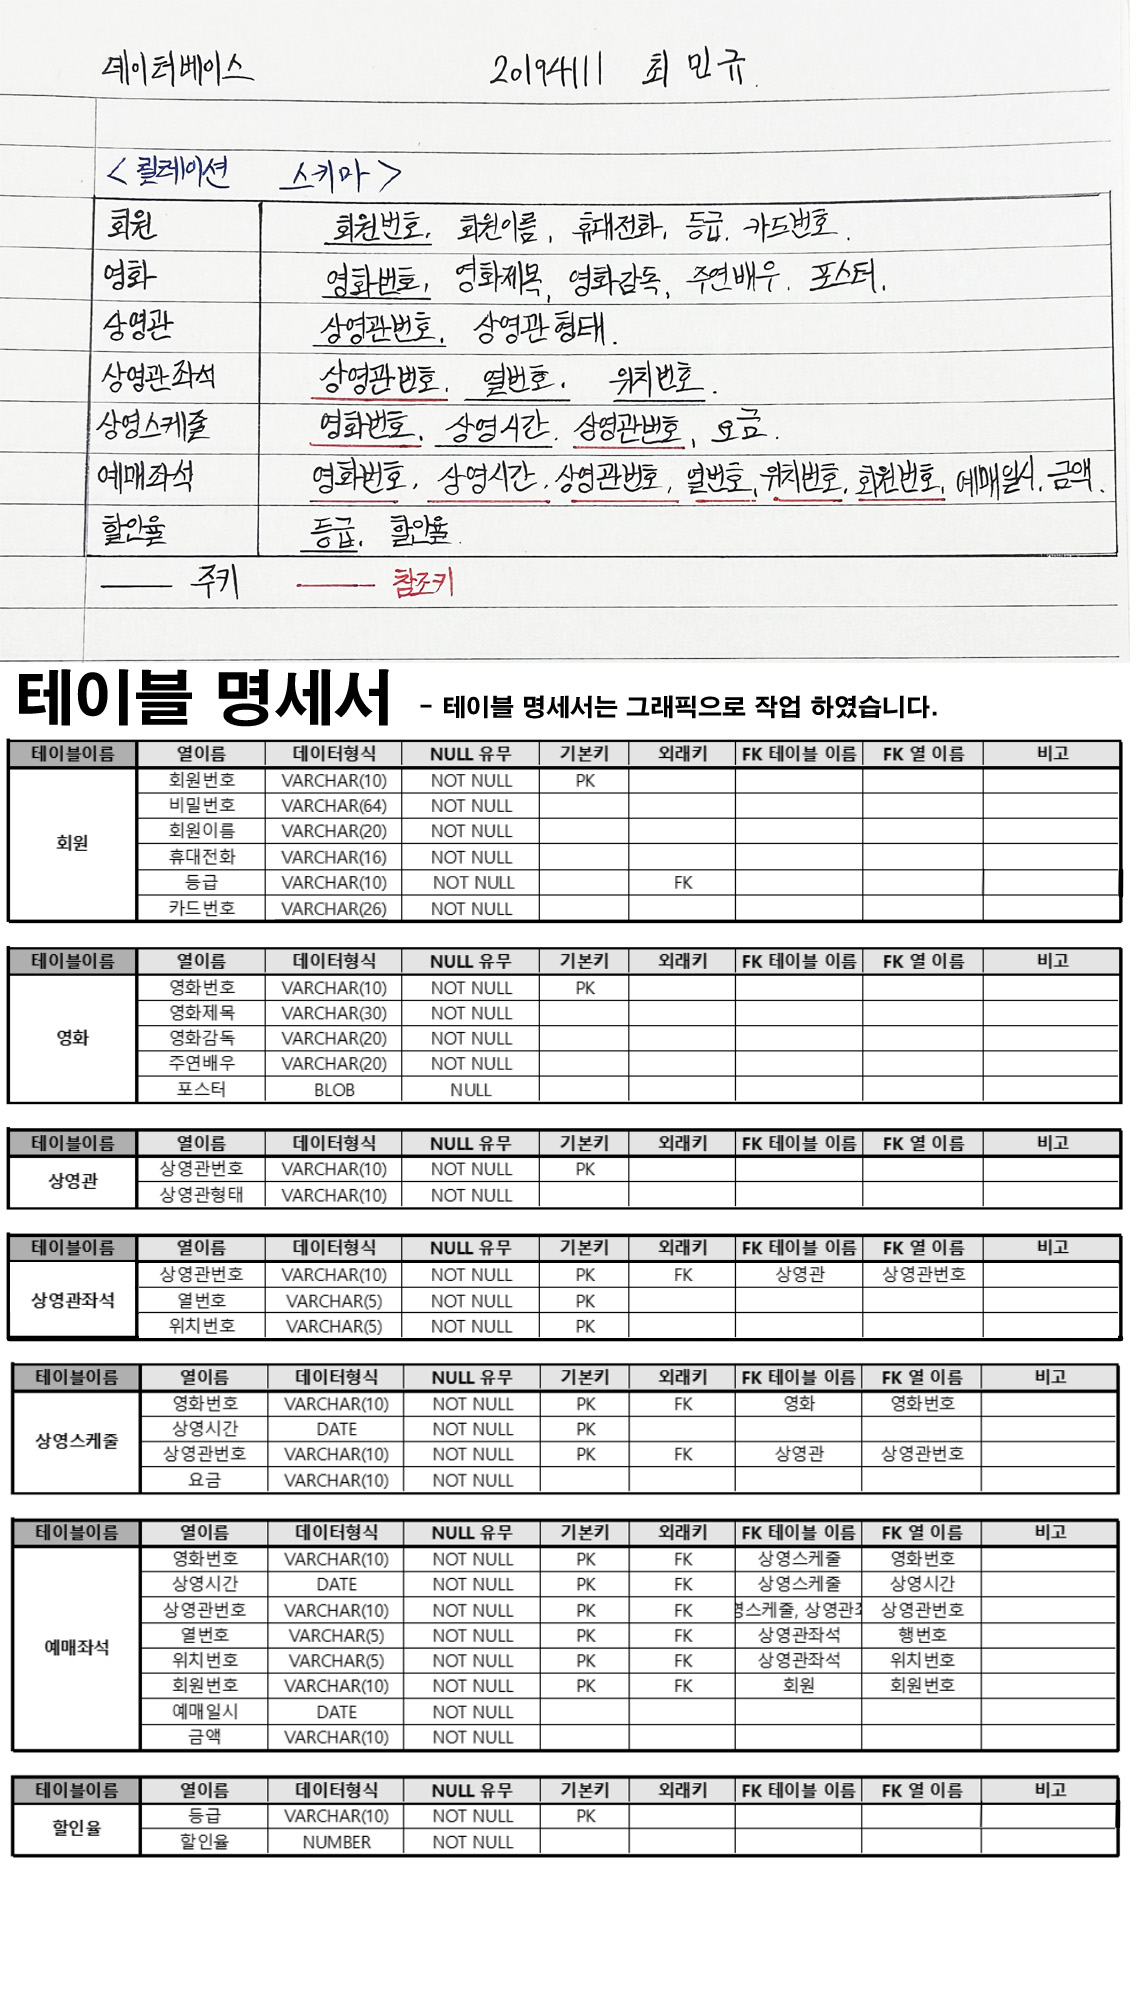 데이터베이스 20194111 최민규.
<릴레이션 스키마>
회원 회원번호, 회원이름, 휴대전화, 등급, 카드번호.
영화 영화번호, 영화제목, 영화감독, 주연배우. 포스터.
상영관 상영관번호, 상영관형태.
상영관좌석 상영관번호, 열번호, 위치번호.
상영스케줄 영화번호, 상영시간, 상영관번호, 요금.
예매좌석 영화번호, 상영시간, 상영관번호, 열번호, 위치번호, 회원번호, 예매일시, 금액.
할인율 등급, 할인율.
주키 참조키
테이블 명세서 - 테이블 명세서는 그래픽으로 작업 하였습니다.
테이블이름 열이름 데이터형식 NULL 유무 기본키 외래키 FK 테이블 이름 FK 열 이름 비고
회원번호 VARCHAR(10) NOT NULL PK
비밀번호 VARCHAR(64) NOT NULL
회원이름 VARCHAR(20) NOT NULL
회원
휴대전화 VARCHAR(16) NOT NULL
등급 VARCHAR(10) NOT NULL FK
카드번호 VARCHAR(26) NOT NULL
테이블이름 열이름 데이터형식 NULL 유무 기본키 외래키 FK 테이블 이름 FK 열 이름 비고
영화번호 VARCHAR(10) NOT NULL PK
영화제목 VARCHAR(30) NOT NULL
영화 영화감독 VARCHAR(20) NOT NULL
주연배우 VARCHAR(20) NOT NULL
포스터 BLOB NULL
테이블이름 열이름 데이터형식 NULL 유무 기본키 외래키 FK 테이블 이름 FK 열 이름 비고
상영관번호 VARCHAR(10) NOT NULL PK
상영관
상영관형태 VARCHAR(10) NOT NULL
테이블이름 열이름 데이터형식 NULL 유무 기본키 외래키 FK 테이블 이름 FK 열 이름 비고
상영관번호 VARCHAR(10) NOT NULL PK FK 상영관 상영관번호
상영관좌석 열번호 VARCHAR(5) NOT NULL PK
위치번호 VARCHAR(5) NOT NULL PK
테이블이름 열이름 데이터형식 NULL 유무 기본키 외래키 FK 테이블 이름 FK 열 이름 비고
영화번호 VARCHAR(10) NOT NULL PK FK 영화 영화번호
상영시간 DATE NOT NULL PK
상영스케줄
상영관번호 VARCHAR(10) NOT NULL PK FK 상영관 상영관번호
요금 VARCHAR(10) NOT NULL
테이블이름 열이름 데이터형식 NULL 유무 기본키 외래키 FK 테이블 이름 FK 열 이름 비고
영화번호 VARCHAR(10) NOT NULL PK FK 상영스케줄 영화번호
상영시간 DATE NOT NULL PK FK 상영스케줄 상영시간
상영관번호 VARCHAR(10) NOT NULL PK FK 스케줄, 상영관 상영관번호
열번호 VARCHAR(5) NOT NULL PK FK 상영관좌석 행번호
예매좌석
위치번호 VARCHAR(5) NOT NULL PK FK 상영관좌석 위치번호
회원번호 VARCHAR(10) NOT NULL PK FK 회원 회원번호
예매일시 DATE NOT NULL
금액 VARCHAR(10) NOT NULL
테이블이름 열이름 데이터형식 NULL 유무 기본키 외래키 FK 테이블 이름 FK 열 이름 비고
등급 VARCHAR(10) NOT NULL PK
할인율
할인율 NUMBER NOT NULL